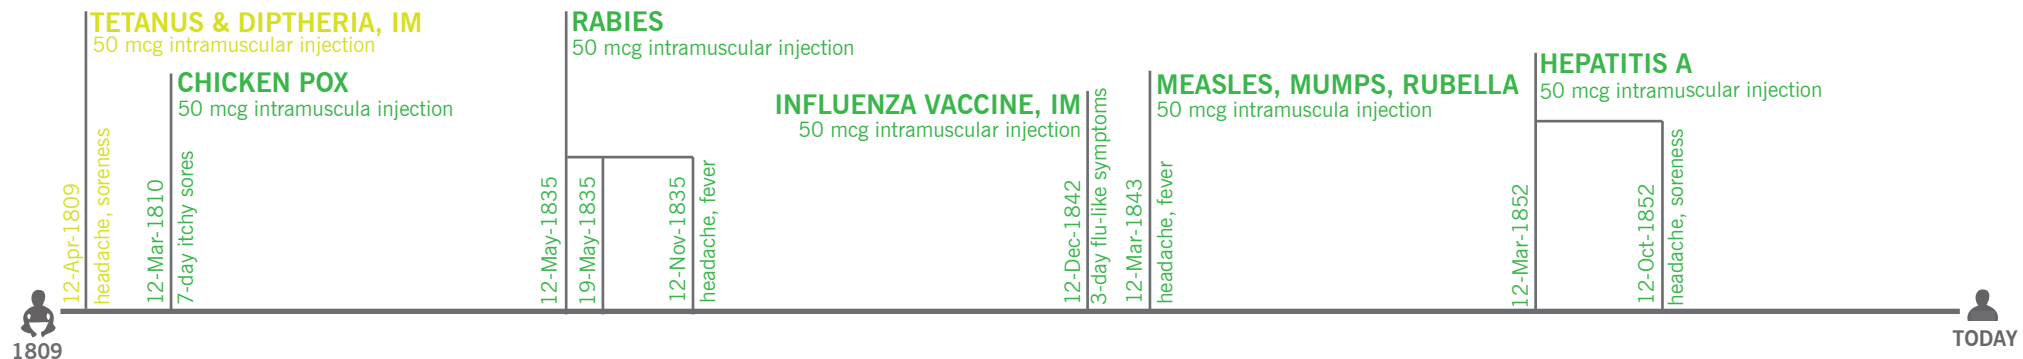 TETANUS & DIPTHERIA, IM
50 mcg intramuscular injection
12-Apr-1809
headache, soreness
CHICKEN POX
50 mcg intramuscula injection
12-Mar-1810
7-day itchy sores
RABIES
50 mcg intramuscular injection
12-May-1835
19-May-1835
12-Nov-1835
headache, fever
INFLUENZA VACCINE, IM
50 mcg intramuscular injection
12-Dec-1842
3-day flu-like symptoms
MEASLES, MUMPS, RUBELLA
50 mcg intramuscula injection
12-Mar-1843
headache, fever
HEPATITIS A
50 mcg intramuscular injection
12-Mar-1852
12-Oct-1852
headache, soreness
1809
TODAY